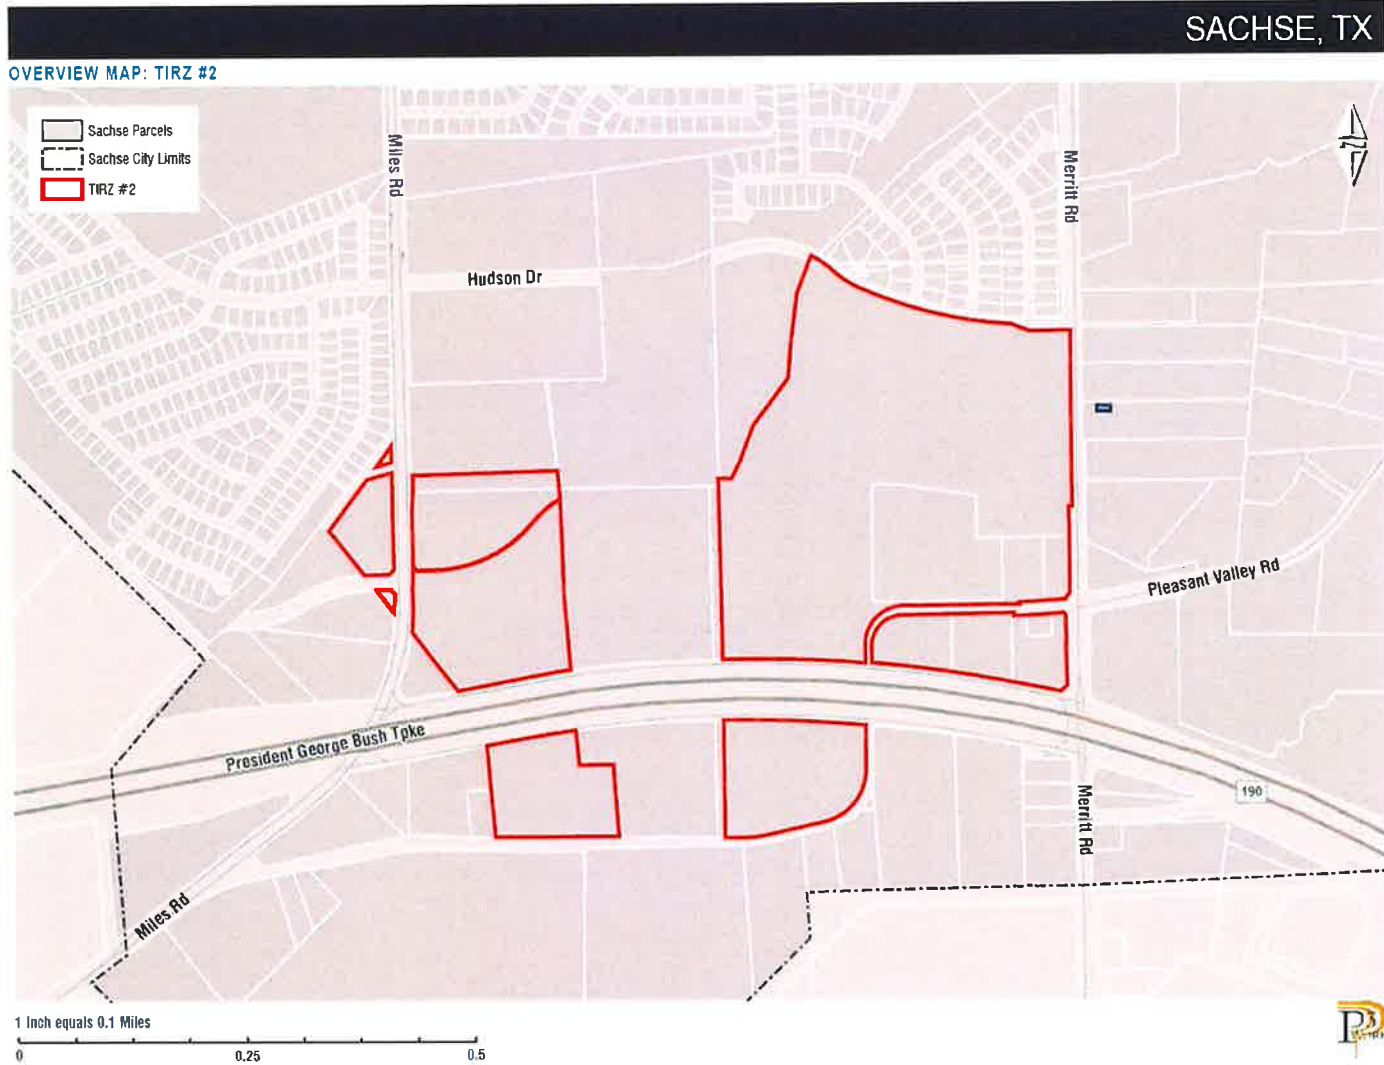 SACHSE, TX
OVERVIEW MAP: TIRZ #2
Sachse Parcels
Sachse City Limits
TIRZ #2
Miles Rd
Merritt Rd
Hudson Dr
Pleasant Valley Rd
President George Bush Tpke
190
Merritt Rd
Miles Rd
1 Inch equals 0.1 Miles
0 0.25 0.5